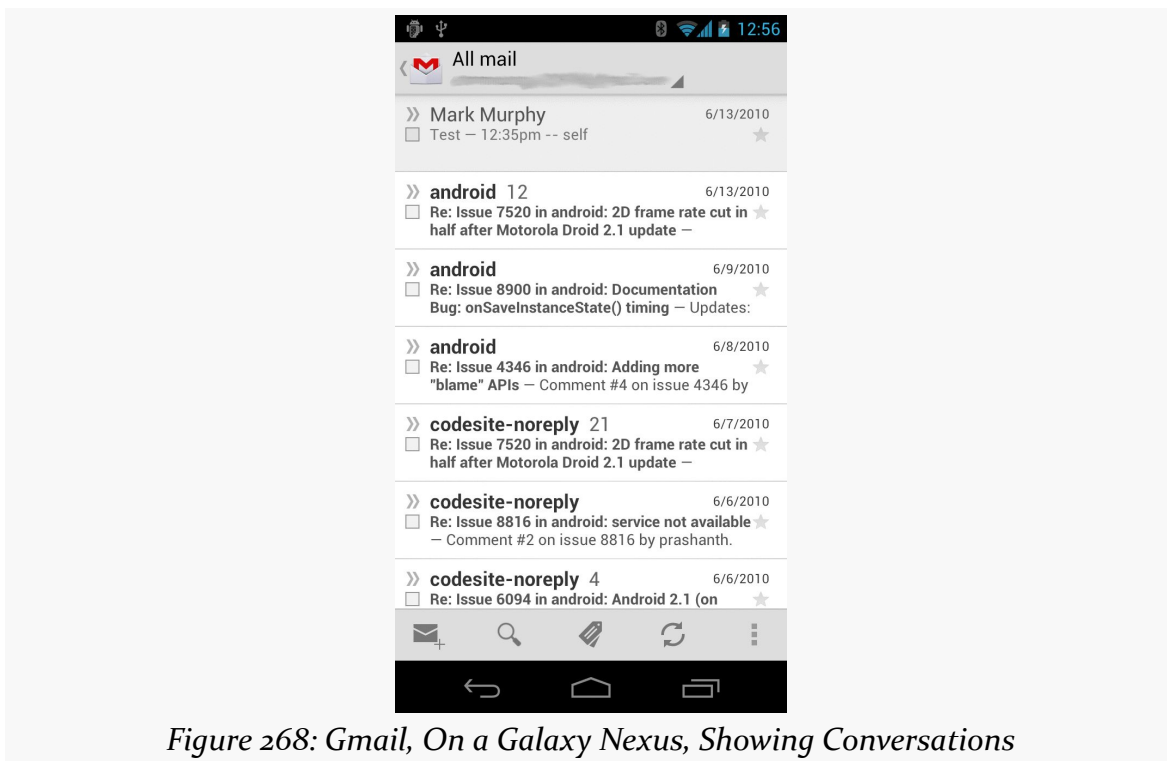 12:56
All mail
Mark Murphy 6/13/2010
Test – 12:35pm -- self
android 12 6/13/2010
Re: Issue 7520 in android: 2D frame rate cut in
half after Motorola Droid 2.1 update –
android 6/9/2010
Re: Issue 8900 in android: Documentation
Bug: onSaveInstanceState() timing – Updates:
android 6/8/2010
Re: Issue 4346 in android: Adding more
"blame" APIs – Comment #4 on issue 4346 by
codesite-noreply 21 6/7/2010
Re: Issue 7520 in android: 2D frame rate cut in
half after Motorola Droid 2.1 update –
codesite-noreply 6/6/2010
Re: Issue 8816 in android: service not available
– Comment #2 on issue 8816 by prashanth.
codesite-noreply 4 6/6/2010
Re: Issue 6094 in android: Android 2.1 (on
Figure 268: Gmail, On a Galaxy Nexus, Showing Conversations